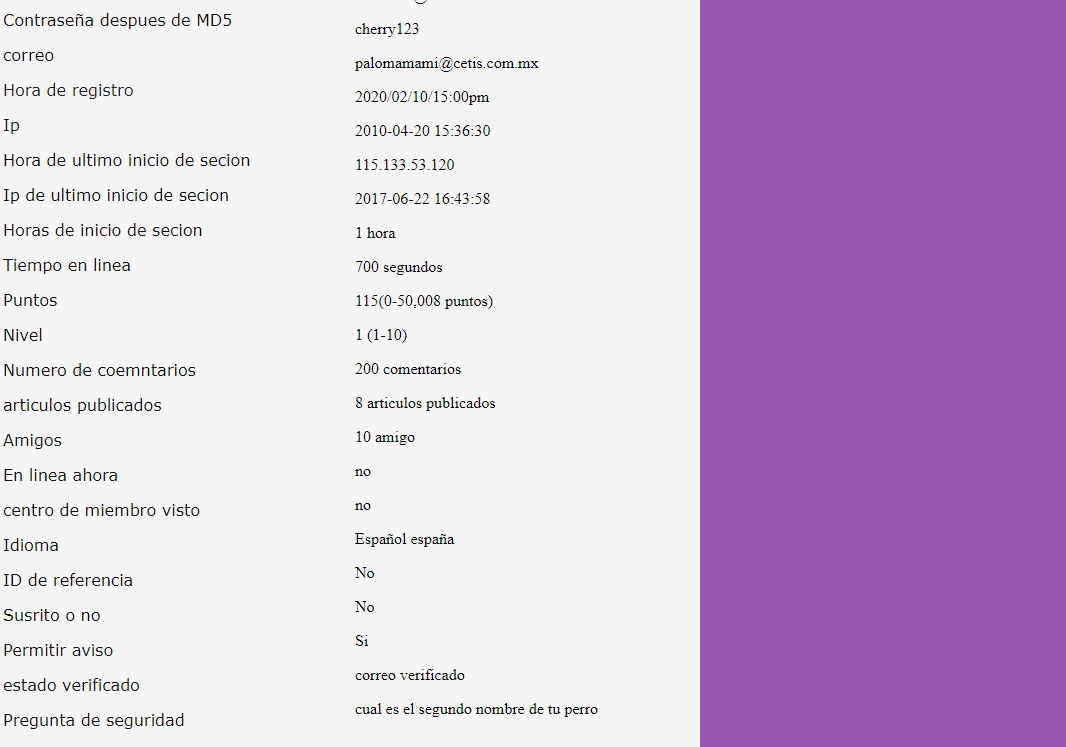 Contraseña despues de MD5
cherry123
correo
palomamami@cetis.com.mx
Hora de registro
2020/02/10/15:00pm
Ip
2010-04-20 15:36:30
Hora de ultimo inicio de secion
115.133.53.120
Ip de ultimo inicio de secion
2017-06-22 16:43:58
Horas de inicio de secion
1 hora
Tiempo en linea
700 segundos
Puntos
115(0-50,008 puntos)
Nivel
1 (1-10)
Numero de coemntarios
200 comentarios
articulos publicados
8 articulos publicados
Amigos
10 amigo
En linea ahora
no
centro de miembro visto
no
Idioma
Español españa
ID de referencia
No
Susrito o no
No
Permitir aviso
Si
estado verificado
correo verificado
Pregunta de seguridad
cual es el segundo nombre de tu perro